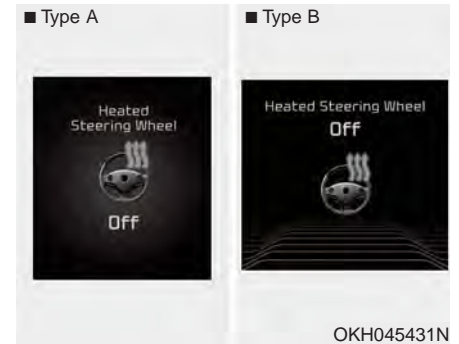 ■ Type A
Heated
Steering Wheel
Off
■ Type B
Heated Steering Wheel
Off
OKH045431N